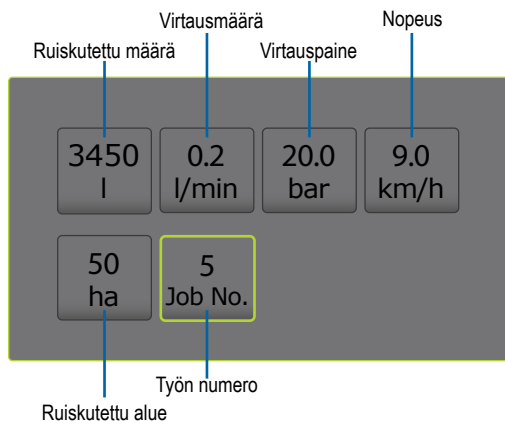 Virtausmäärä
Nopeus
Ruiskutettu määrä
Virtauspaine
3450
l
0.2
l/min
20.0
bar
9.0
km/h
50
ha
5
Job No.
Työn numero
Ruiskutettu alue